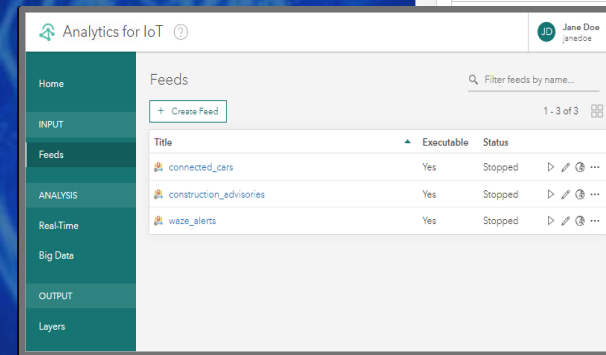 Analytics for IoT ?
JD Jane Doe
janedoe
Home
INPUT
Feeds
ANALYSIS
Real-Time
Big Data
OUTPUT
Layers
Feeds
Filter feeds by name...
+ Create Feed
1 - 3 of 3
Title Executable Status
connected_cars Yes Stopped
construction_advisories Yes Stopped
waze_alerts Yes Stopped